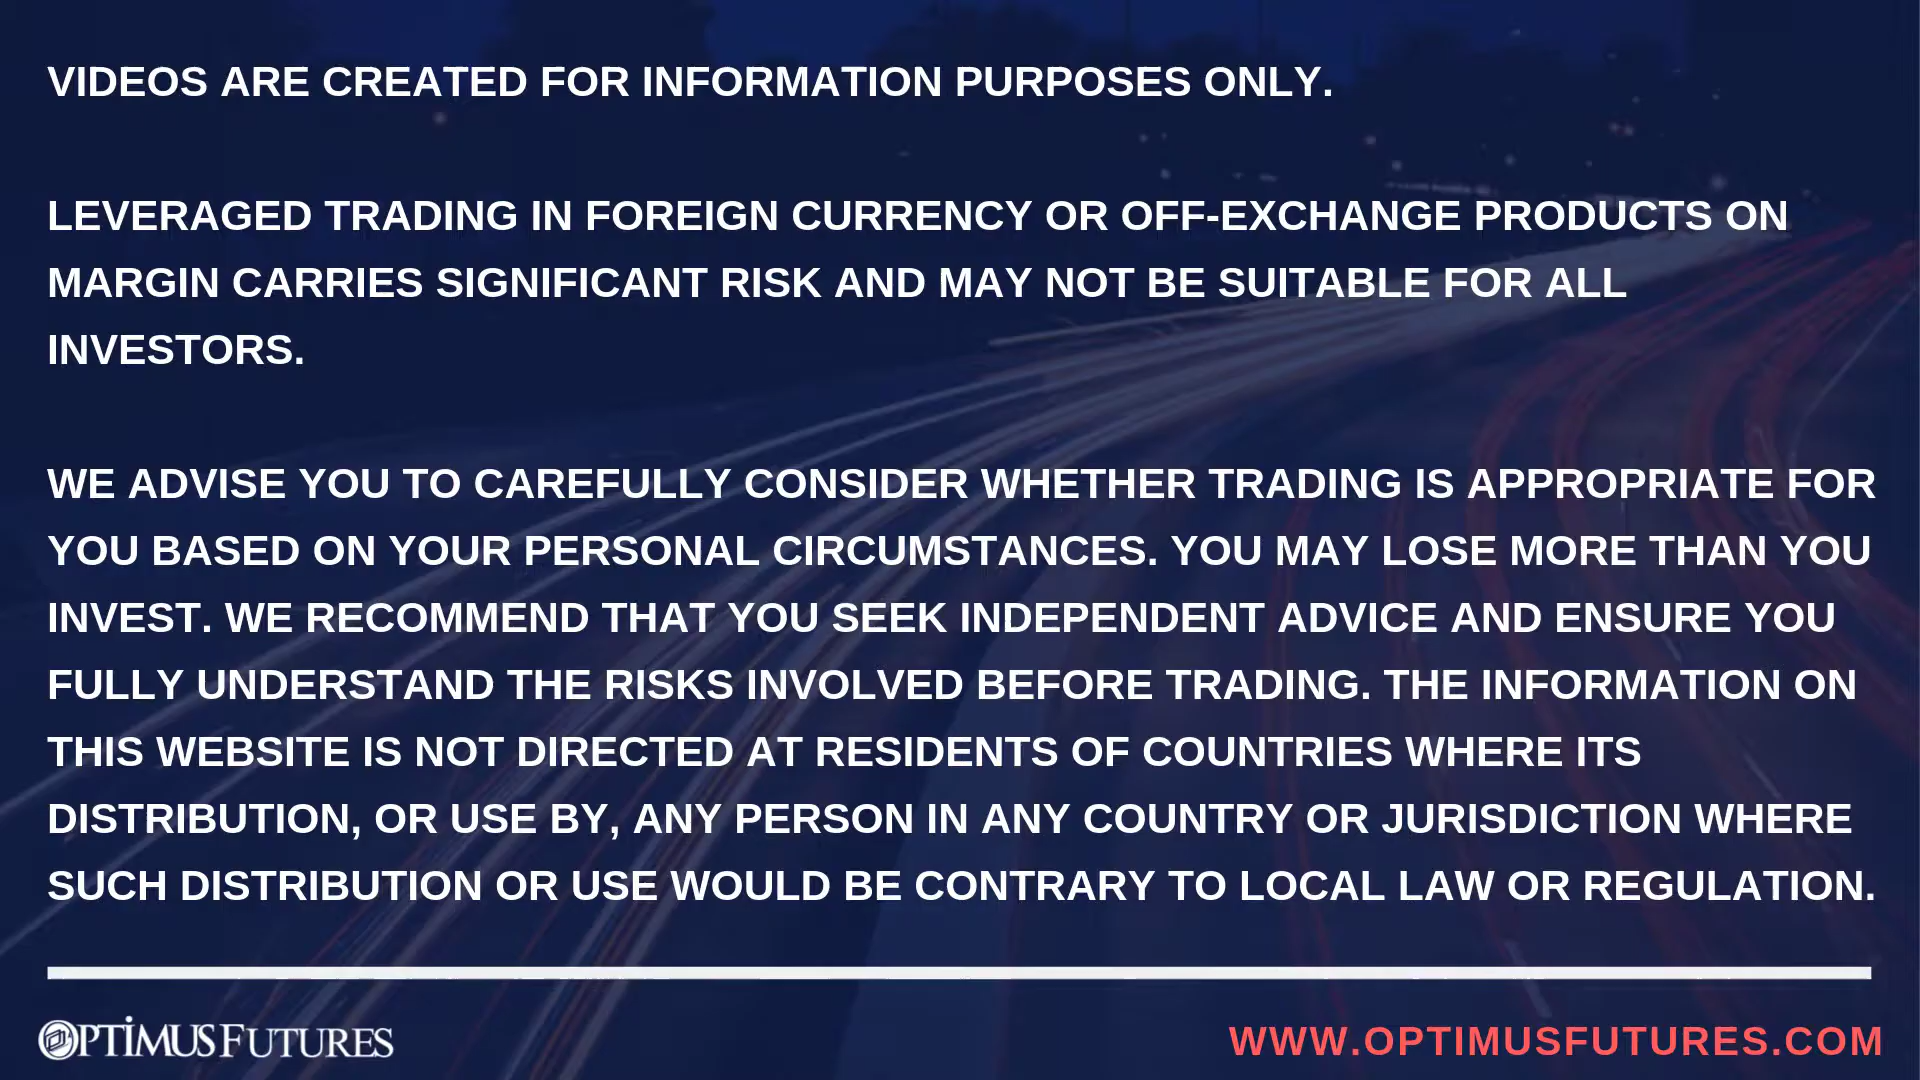 VIDEOS ARE CREATED FOR INFORMATION PURPOSES ONLY.
LEVERAGED TRADING IN FOREIGN CURRENCY OR OFF-EXCHANGE PRODUCTS ON
MARGIN CARRIES SIGNIFICANT RISK AND MAY NOT BE SUITABLE FOR ALL
INVESTORS.
WE ADVISE YOU TO CAREFULLY CONSIDER WHETHER TRADING IS APPROPRIATE FOR
YOU BASED ON YOUR PERSONAL CIRCUMSTANCES. YOU MAY LOSE MORE THAN YOU
INVEST. WE RECOMMEND THAT YOU SEEK INDEPENDENT ADVICE AND ENSURE YOU
FULLY UNDERSTAND THE RISKS INVOLVED BEFORE TRADING. THE INFORMATION ON
THIS WEBSITE IS NOT DIRECTED AT RESIDENTS OF COUNTRIES WHERE ITS
DISTRIBUTION, OR USE BY, ANY PERSON IN ANY COUNTRY OR JURISDICTION WHERE
SUCH DISTRIBUTION OR USE WOULD BE CONTRARY TO LOCAL LAW OR REGULATION.
OPTIMUS FUTURES
WWW.OPTIMUSFUTURES.COM